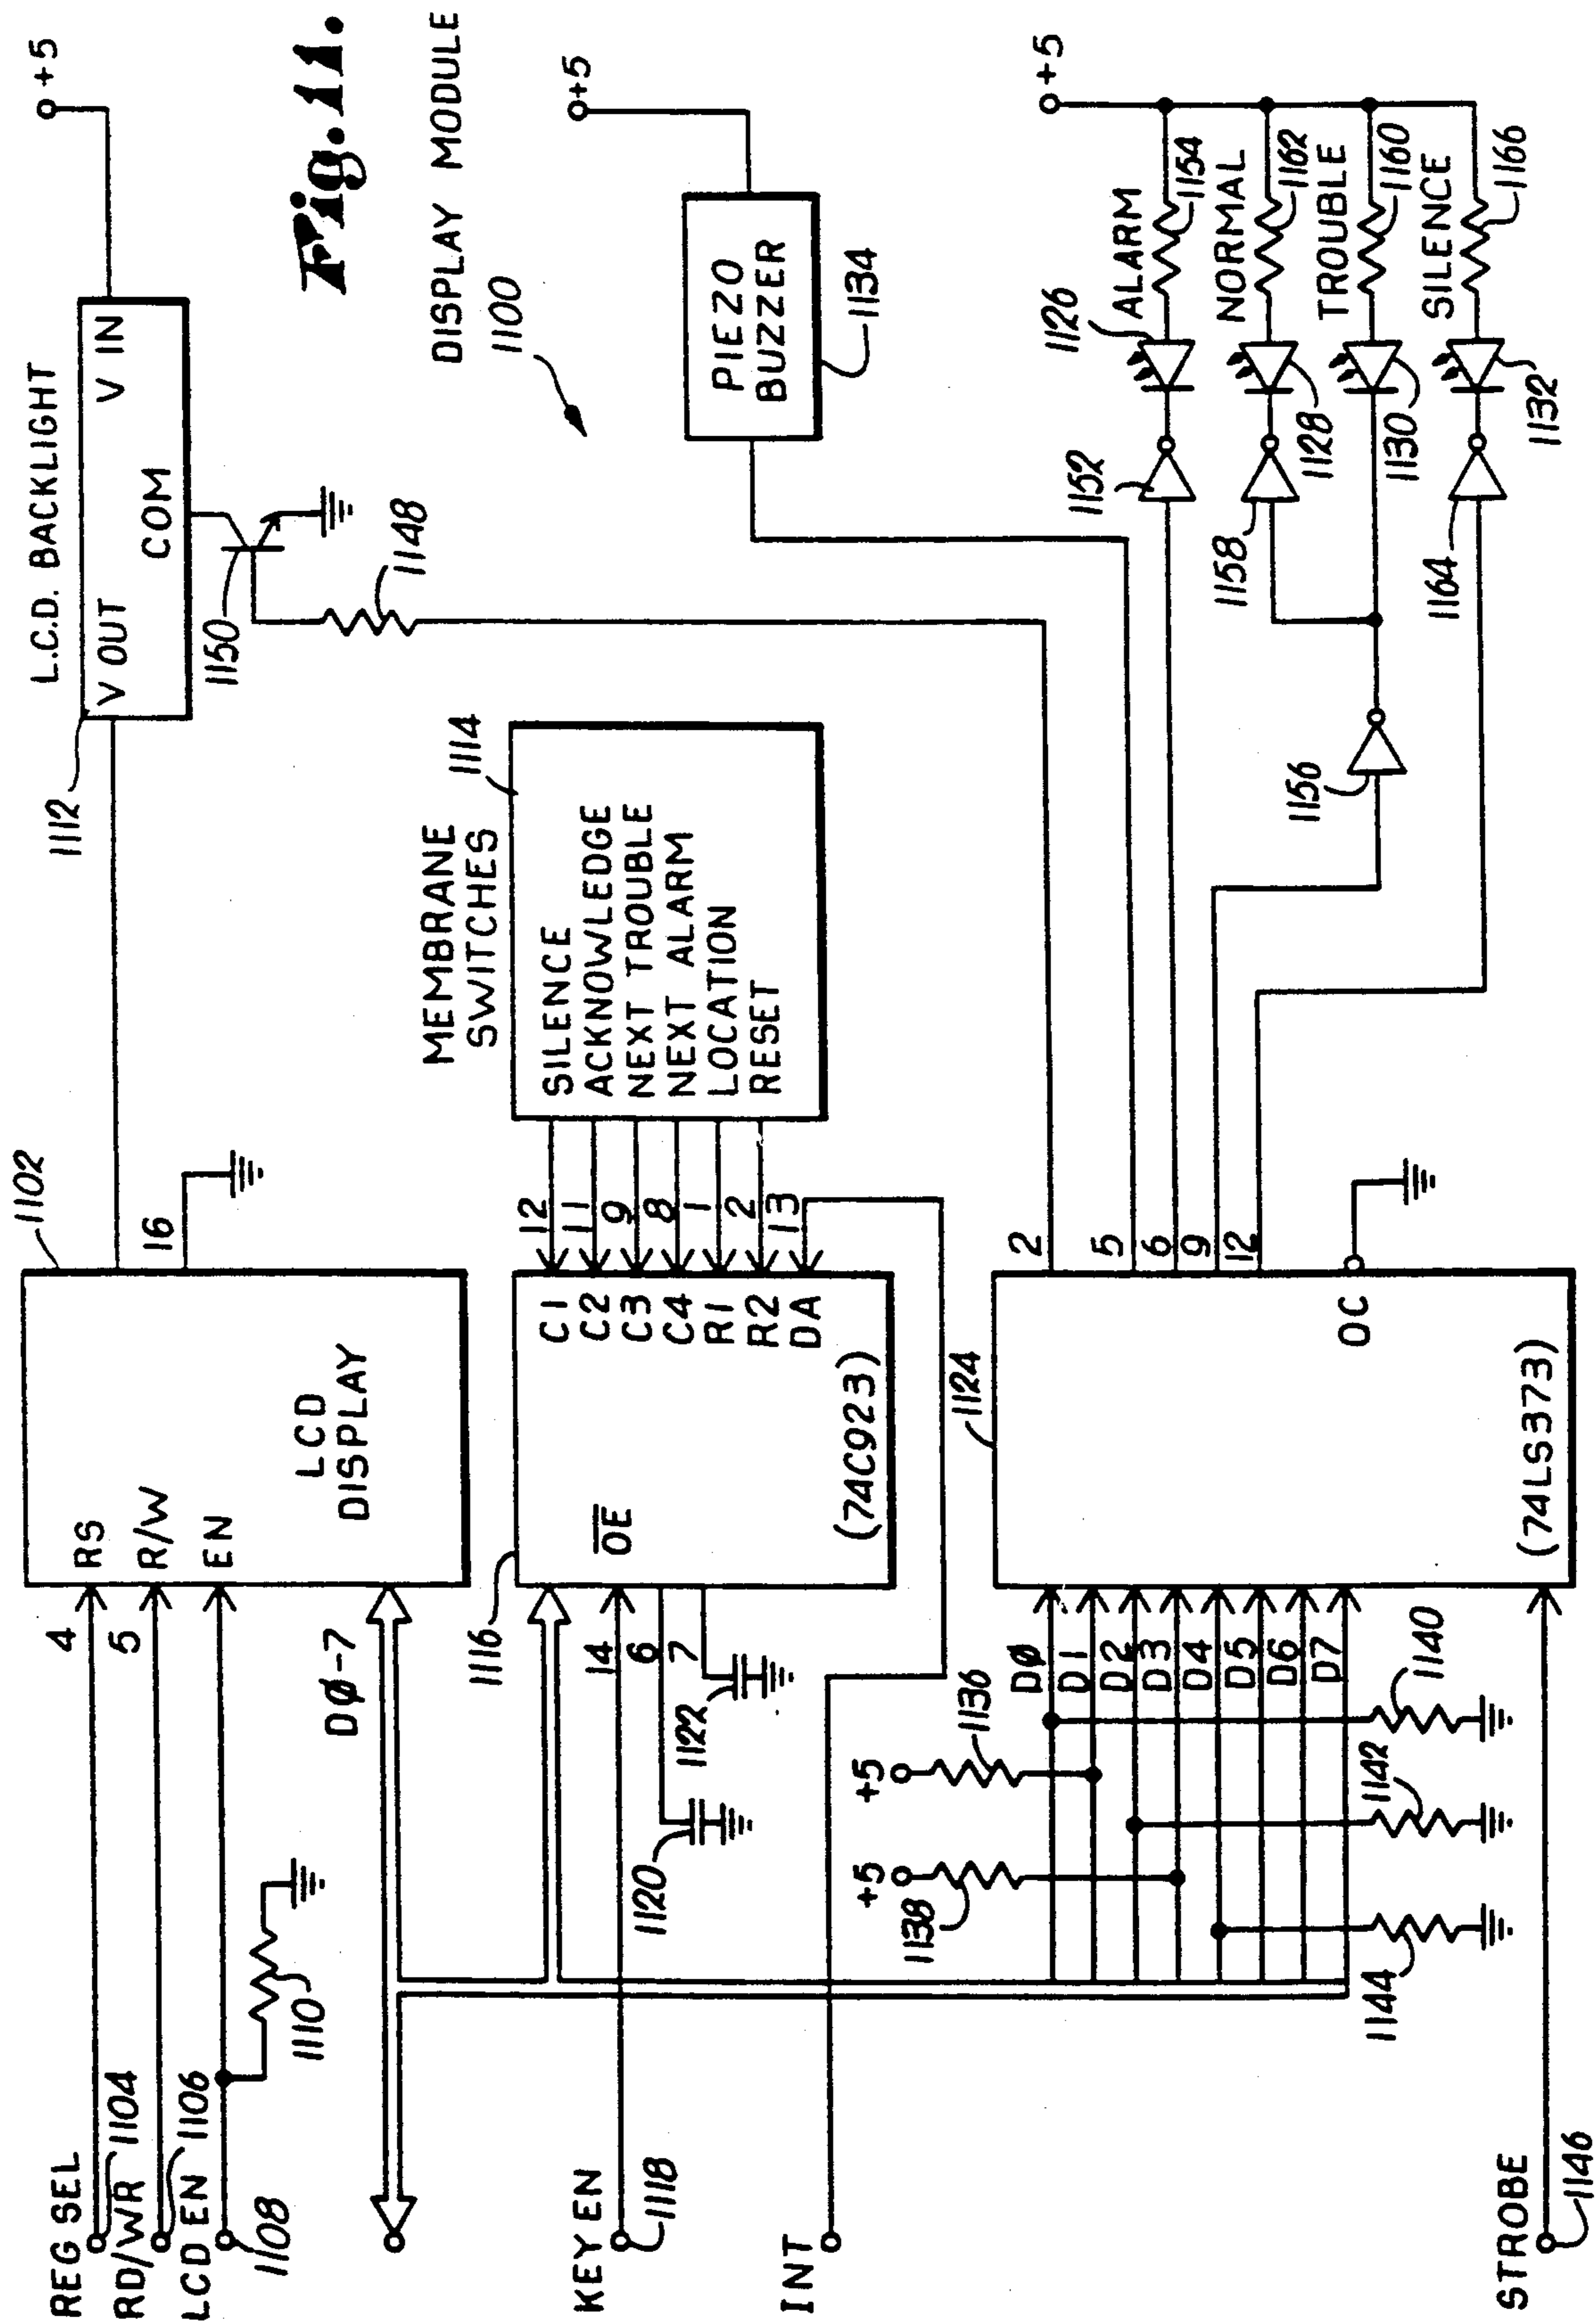 Fig. 11.
DISPLAY MODULE
1100
REG SEL
1104
RD/WR
1106
LCD EN
1108
1110
4
5
RS
R/W
EN
LCD
DISPLAY
1102
16
DØ-7
L.C.D. BACKLIGHT
V OUT
V IN
COM
1112
+5
1150
1148
KEY EN
1118
INT
1116
14
6
7
1120
1122
OE
(74C923)
C1
C2
C3
C4
R1
R2
DA
12
11
9
8
1
2
13
MEMBRANE
SWITCHES
1114
SILENCE
ACKNOWLEDGE
NEXT TROUBLE
NEXT ALARM
LOCATION
RESET
PIEZO
BUZZER
1134
+5
STROBE
1146
+5
1136
+5
1138
1140
1142
1144
DØ
D1
D2
D3
D4
D5
D6
D7
1124
(74LS373)
OC
2
5
6
9
12
1152
1126
ALARM
1154
1158
1128
NORMAL
1162
1156
1130
TROUBLE
1160
1164
1132
SILENCE
1166
+5